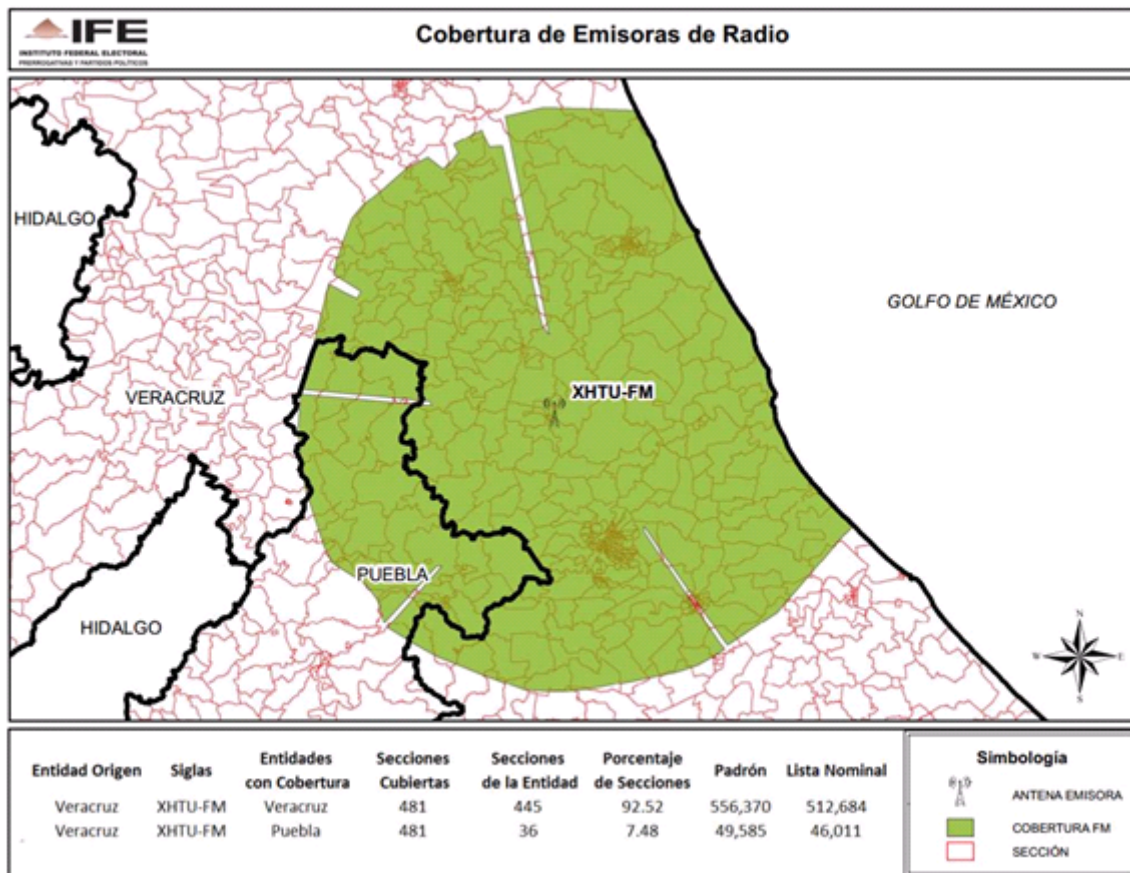 IFE
INSTITUTO FEDERAL ELECTORAL
PRERROGATIVAS Y PARTIDOS POLÍTICOS
Cobertura de Emisoras de Radio
HIDALGO
GOLFO DE MÉXICO
VERACRUZ
XHTU-FM
PUEBLA
HIDALGO
N
W E
S
Entidad Origen Siglas Entidades con Cobertura Secciones Cubiertas Secciones de la Entidad Porcentaje de Secciones Padrón Lista Nominal
Veracruz XHTU-FM Veracruz 481 445 92.52 556,370 512,684
Veracruz XHTU-FM Puebla 481 36 7.48 49,585 46,011
Simbología
ANTENA EMISORA
COBERTURA FM
SECCIÓN